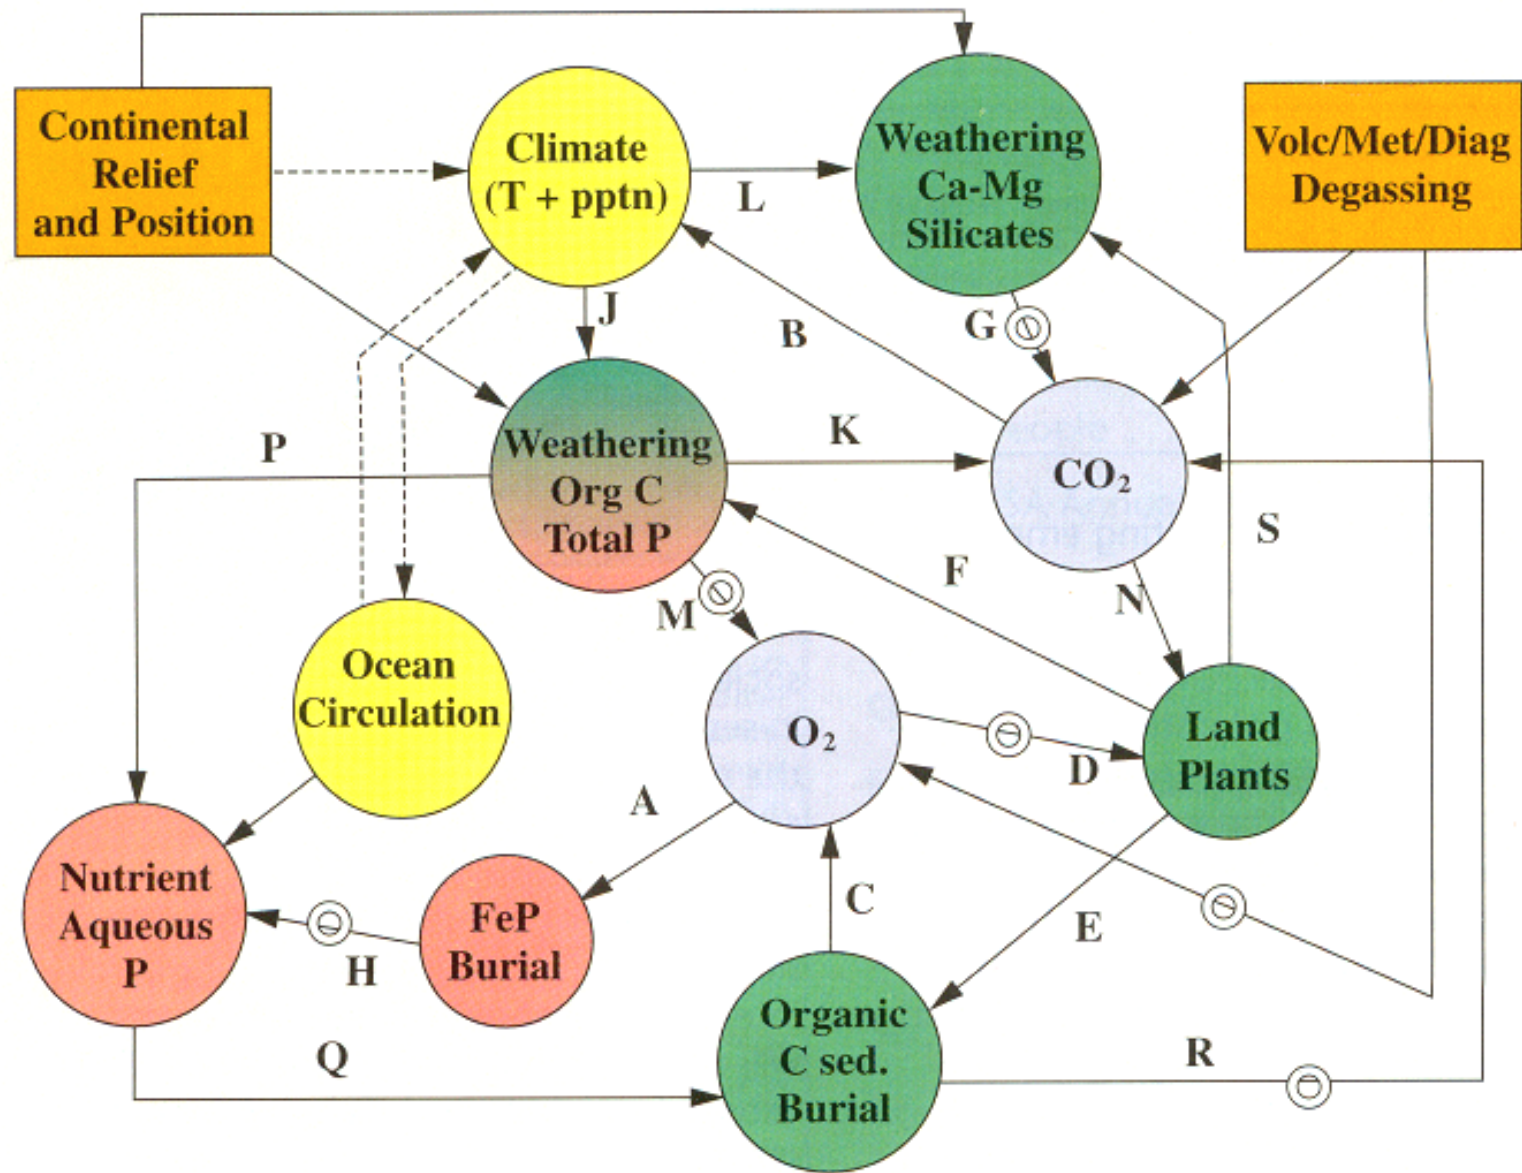 Continental
Relief
and Position
Climate
(T + pptn)
L
Weathering
Ca-Mg
Silicates
Volc/Met/Diag
Degassing
J
B
G
P
Weathering
Org C
Total P
K
CO₂
S
F
N
M
Ocean
Circulation
O₂
D
Land
Plants
A
C
E
Nutrient
Aqueous
P
H
FeP
Burial
Organic
C sed.
Burial
Q
R